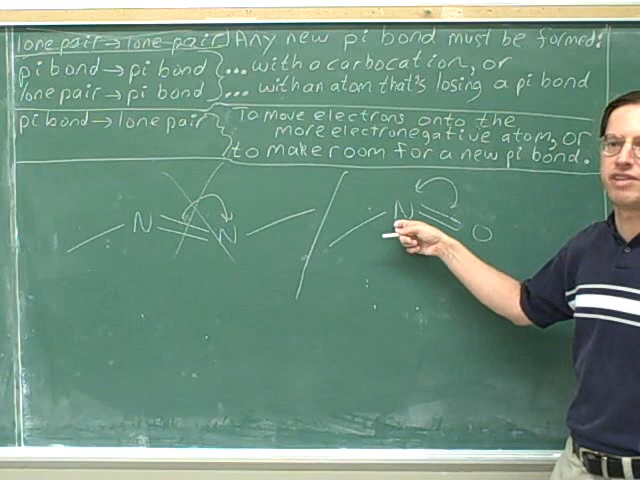 lone pair → lone pair
Any new pi bond must be formed:
pi bond → pi bond
... with a carbocation, or
lone pair → pi bond
... with an atom that's losing a pi bond
pi bond → lone pair
To move electrons onto the
more electronegative atom, or
to make room for a new pi bond.
N N
N O